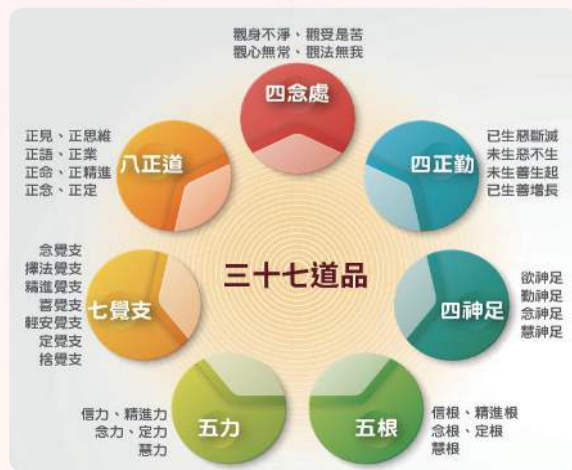 觀身不淨、觀受是苦
觀心無常、觀法無我
四念處
已生惡斷滅
未生惡不生
未生善生起
已生善增長
四正勤
欲神足
勤神足
念神足
慧神足
四神足
信根、精進根
念根、定根
慧根
五根
信力、精進力
念力、定力
慧力
五力
念覺支
擇法覺支
精進覺支
喜覺支
輕安覺支
定覺支
捨覺支
七覺支
正見、正思維
正語、正業
正命、正精進
正念、正定
八正道
三十七道品